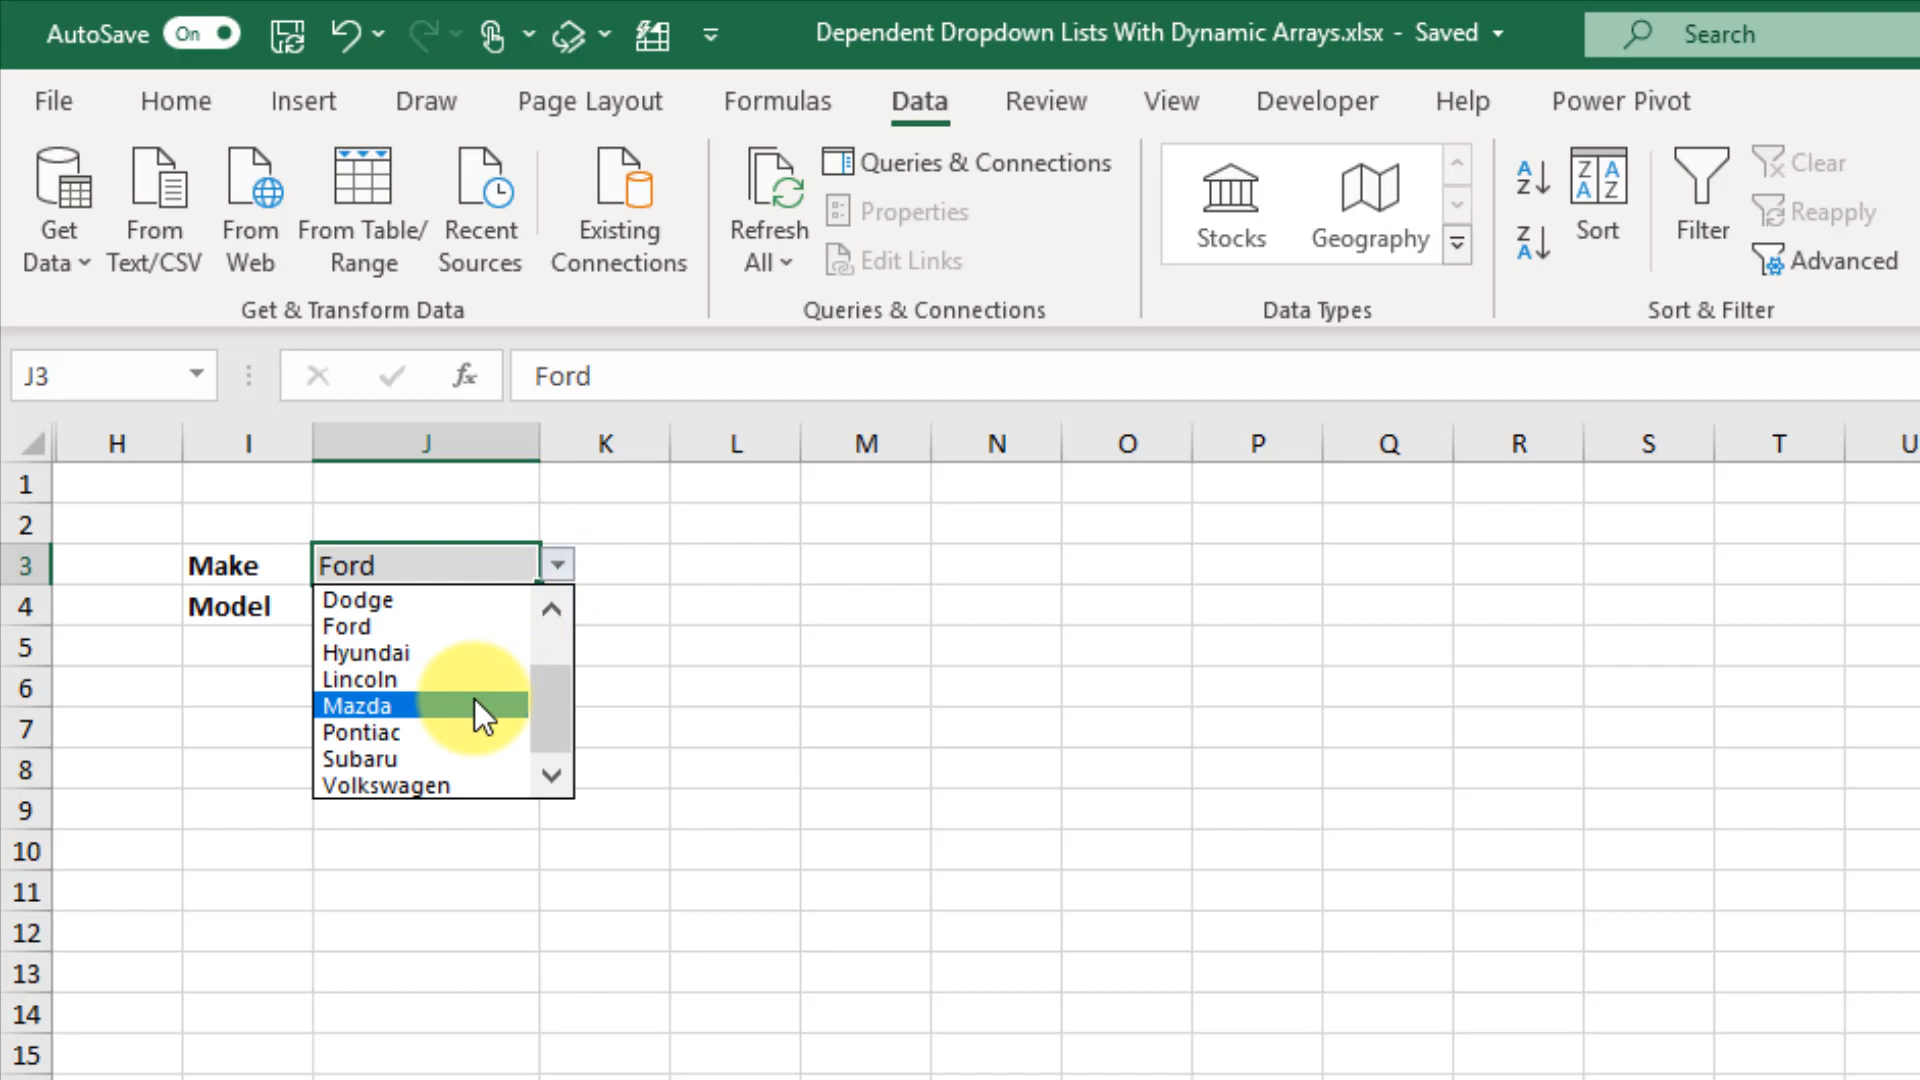 AutoSave On Dependent Dropdown Lists With Dynamic Arrays.xlsx - Saved Search
File Home Insert Draw Page Layout Formulas Data Review View Developer Help Power Pivot
Get Data
From Text/CSV
From Web
From Table/ Range
Recent Sources
Existing Connections
Get & Transform Data
Refresh All
Queries & Connections
Properties
Edit Links
Queries & Connections
Stocks
Geography
Data Types
Sort
Filter
Clear
Reapply
Advanced
Sort & Filter
J3 fx Ford
H I J K L M N O P Q R S T U
1
2
3 Make Ford
4 Model
Dodge
Ford
Hyundai
Lincoln
Mazda
Pontiac
Subaru
Volkswagen
5
6
7
8
9
10
11
12
13
14
15